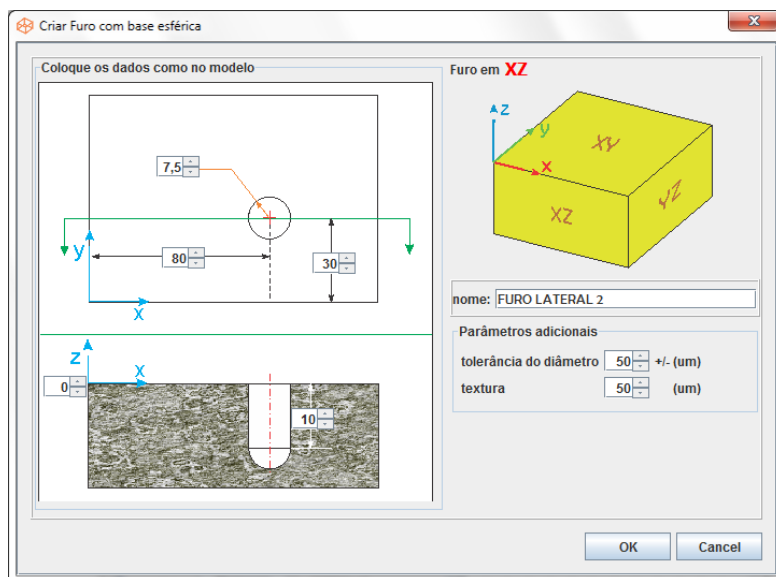 Criar Furo com base esférica
Coloque os dados como no modelo
7,5
80
30
y
x
z
x
0
10
Furo em XZ
z
y
x
XY
XZ
YZ
nome: FURO LATERAL 2
Parâmetros adicionais
tolerância do diâmetro 50 +/- (um)
textura 50 (um)
OK Cancel